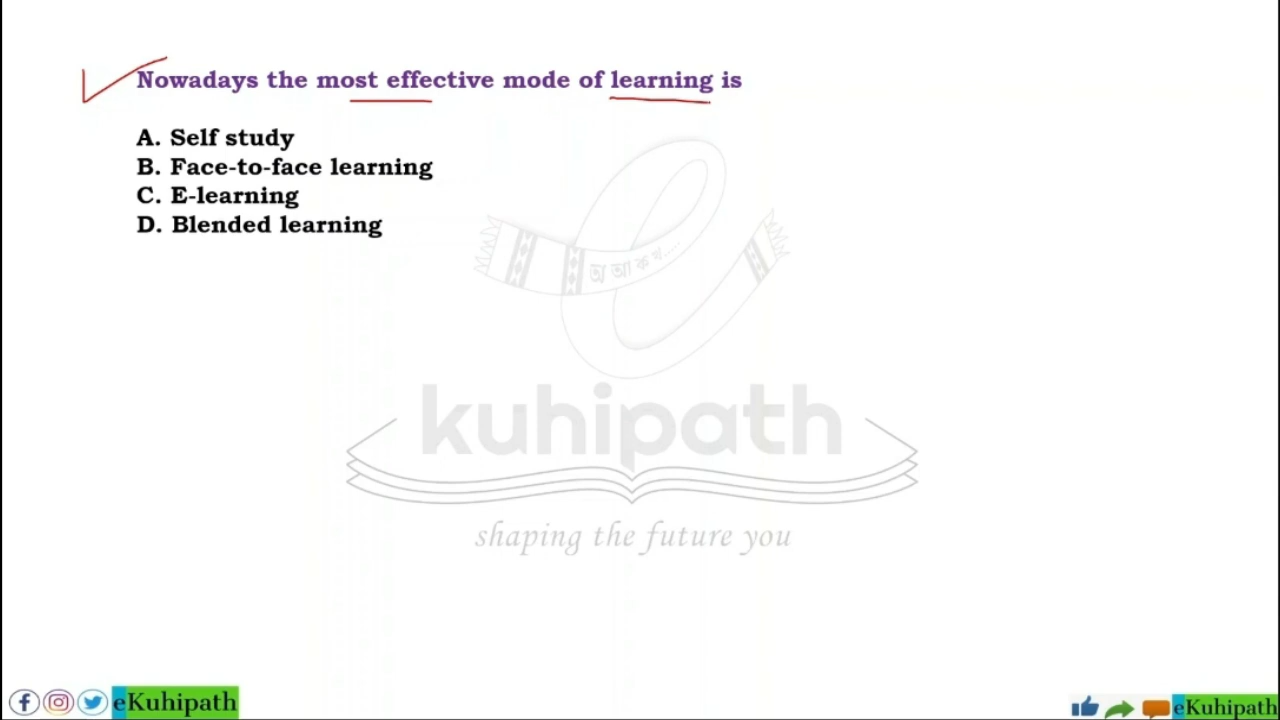 Nowadays the most effective mode of learning is
A. Self study
B. Face-to-face learning
C. E-learning
D. Blended learning
অ আ ক খ....
kuhipath
shaping the future you
eKuhipath
eKuhipath